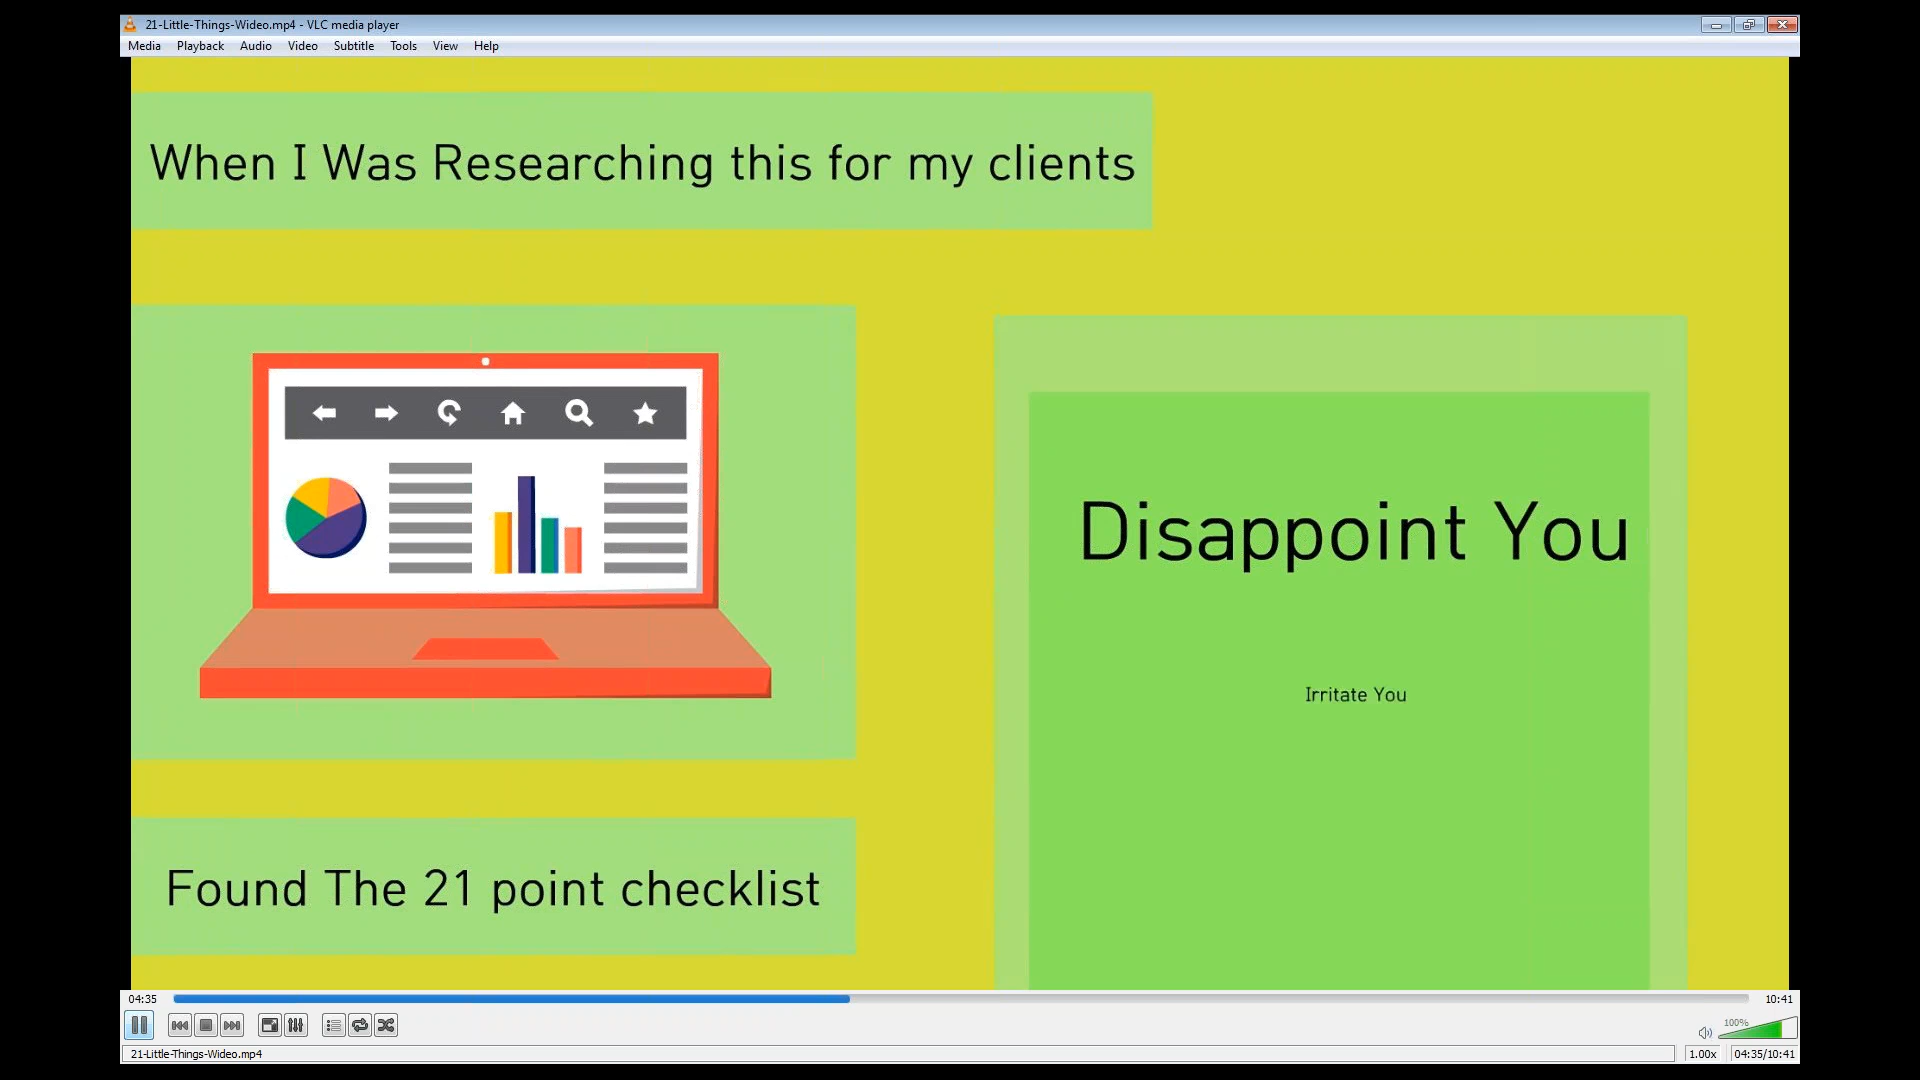 21-Little-Things-Wideo.mp4 - VLC media player
Media Playback Audio Video Subtitle Tools View Help
When I Was Researching this for my clients
Disappoint You
Irritate You
Found The 21 point checklist
04:35
10:41
100%
21-Little-Things-Wideo.mp4
1.00x
04:35/10:41